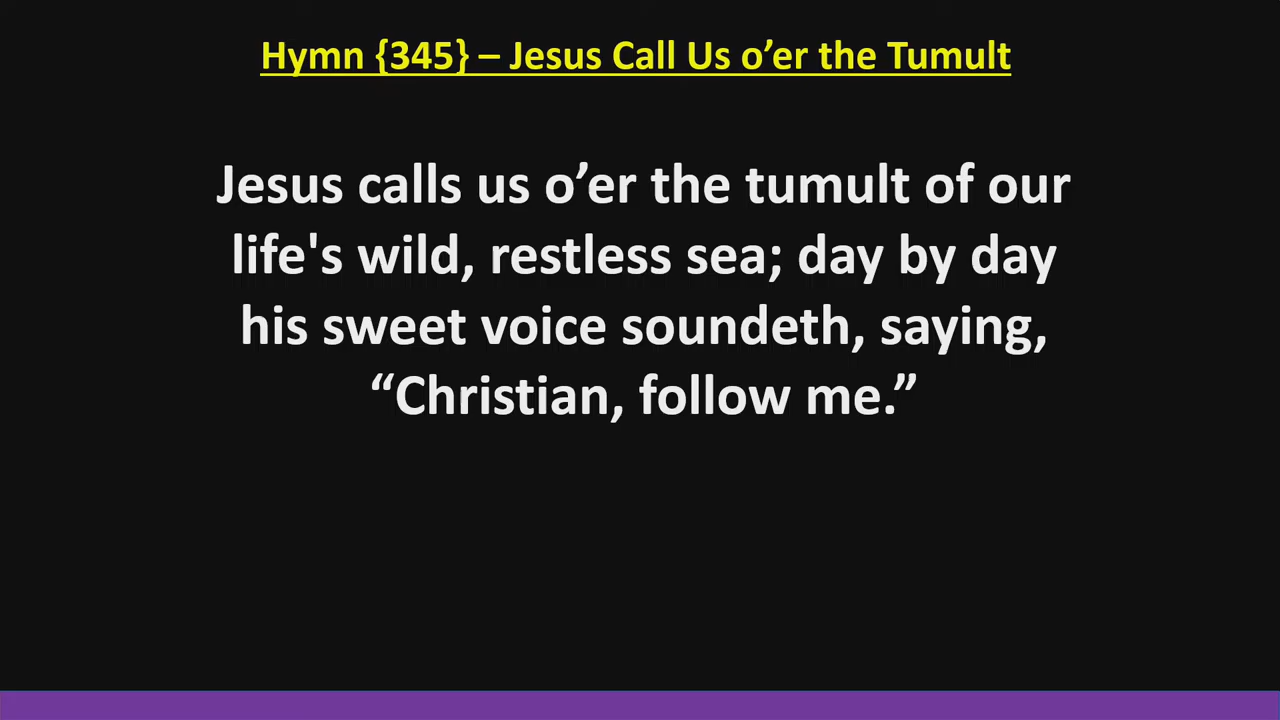 Hymn {345} – Jesus Call Us o’er the Tumult
Jesus calls us o’er the tumult of our
life's wild, restless sea; day by day
his sweet voice soundeth, saying,
“Christian, follow me.”